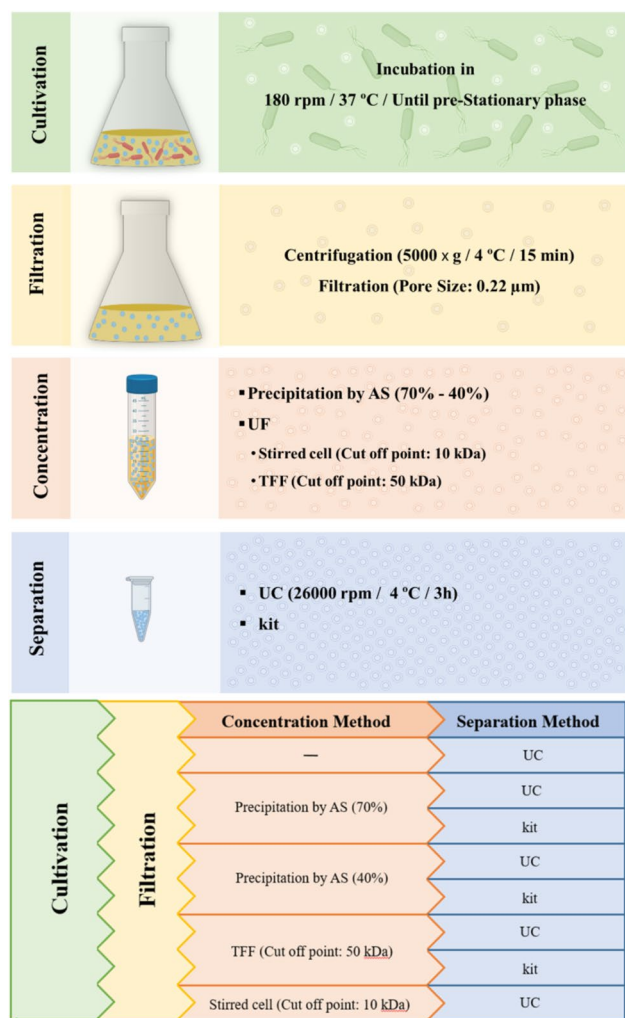 Cultivation
Incubation in
180 rpm / 37 ºC / Until pre-Stationary phase
Filtration
Centrifugation (5000 x g / 4 ºC / 15 min)
Filtration (Pore Size: 0.22 µm)
Concentration
▪ Precipitation by AS (70% - 40%)
▪ UF
• Stirred cell (Cut off point: 10 kDa)
• TFF (Cut off point: 50 kDa)
Separation
▪ UC (26000 rpm / 4 ºC / 3h)
▪ kit
Cultivation
Filtration
Concentration Method
Separation Method
—
UC
Precipitation by AS (70%)
UC
kit
Precipitation by AS (40%)
UC
kit
TFF (Cut off point: 50 kDa)
UC
kit
Stirred cell (Cut off point: 10 kDa)
UC